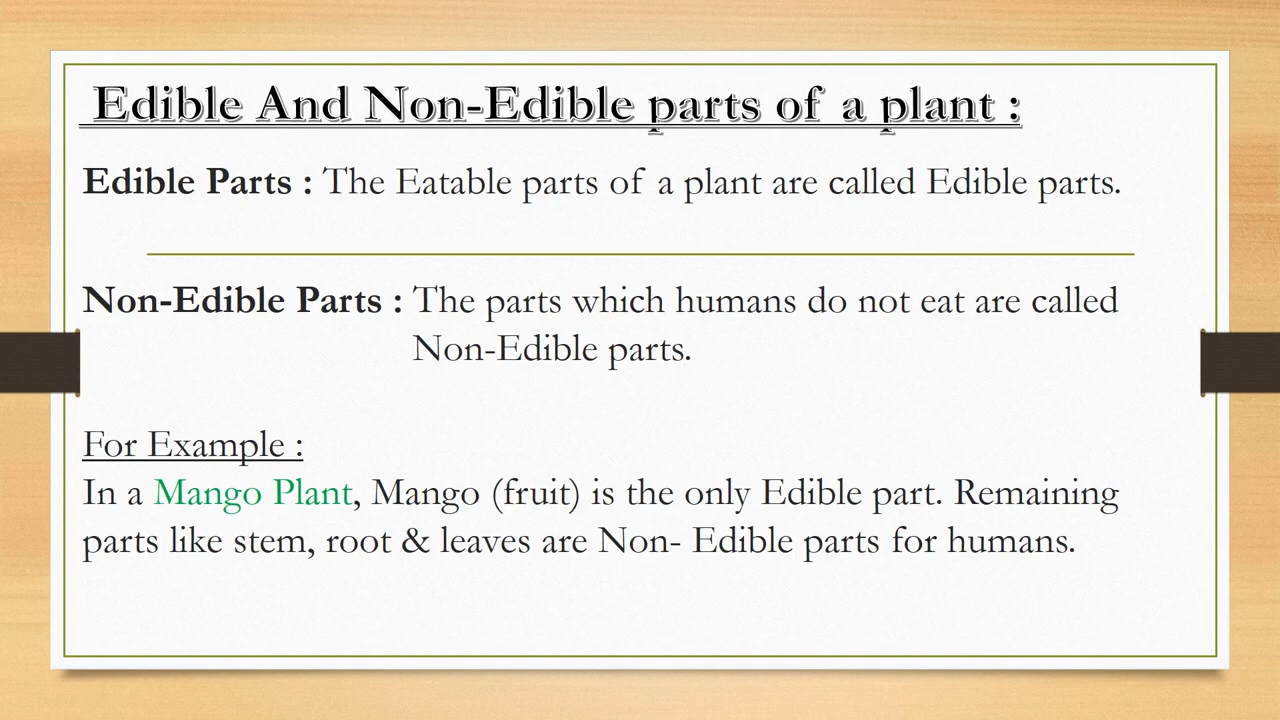 Edible And Non-Edible parts of a plant :
Edible Parts : The Eatable parts of a plant are called Edible parts.
Non-Edible Parts : The parts which humans do not eat are called
Non-Edible parts.
For Example :
In a Mango Plant, Mango (fruit) is the only Edible part. Remaining
parts like stem, root & leaves are Non- Edible parts for humans.